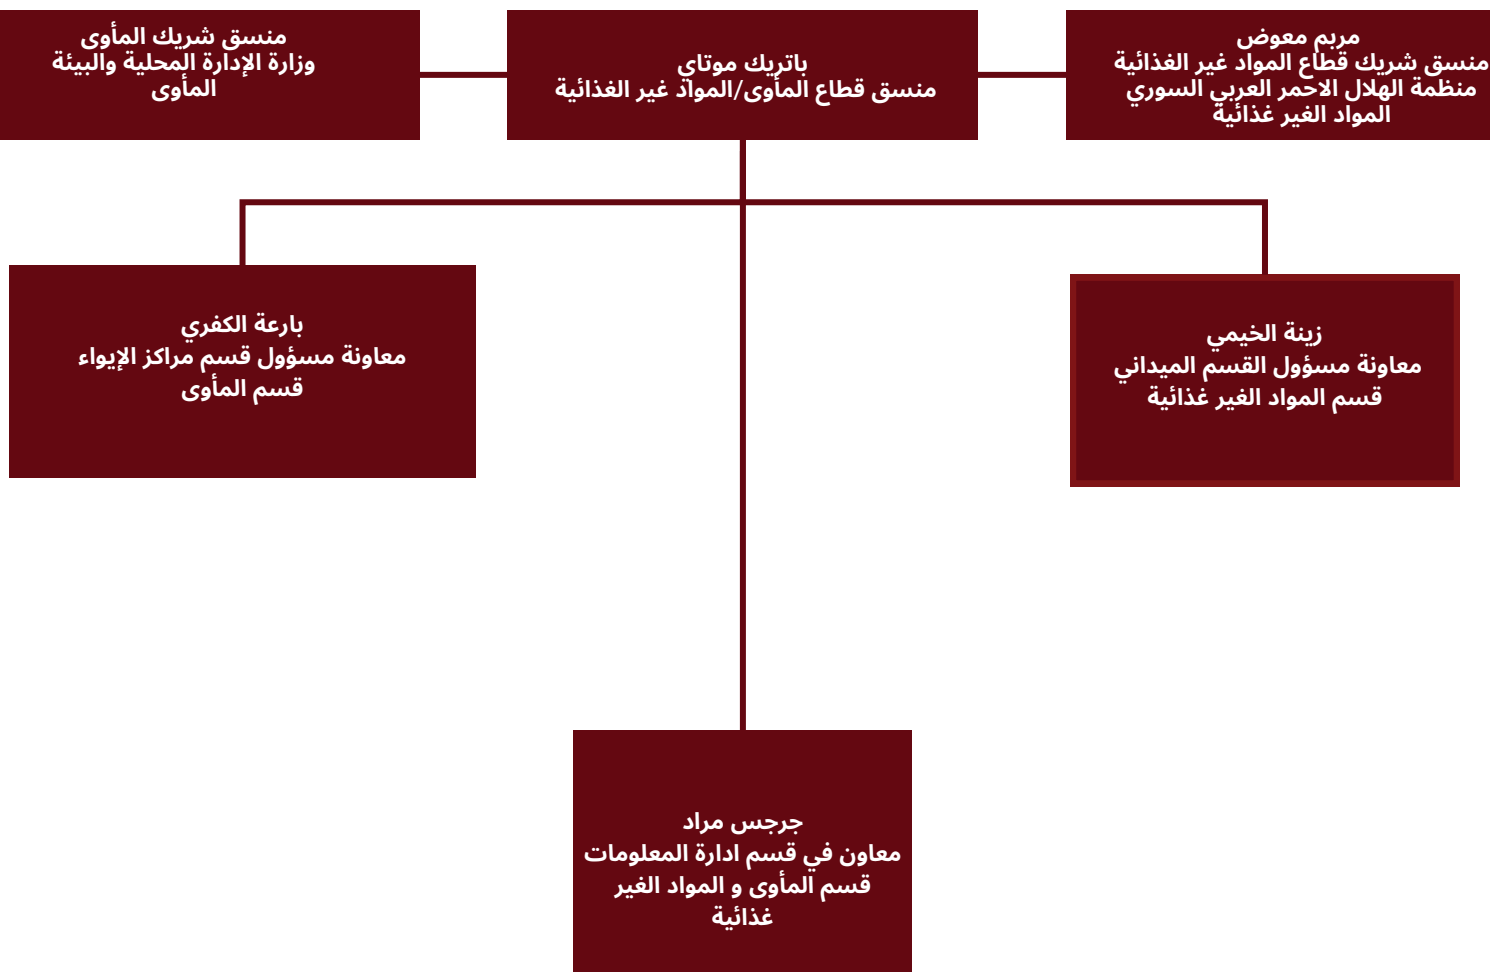 مريم معوض
منسق شريك قطاع المواد غير الغذائية
منظمة الهلال الاحمر العربي السوري
المواد الغير غذائية
باتريك موتاي
منسق قطاع المأوى/المواد غير الغذائية
منسق شريك المأوى
وزارة الإدارة المحلية والبيئة
المأوى
زينة الخيمي
معاونة مسؤول القسم الميداني
قسم المواد الغير غذائية
بارعة الكفري
معاونة مسؤول قسم مراكز الإيواء
قسم المأوى
جرجس مراد
معاون في قسم ادارة المعلومات
قسم المأوى و المواد الغير
غذائية